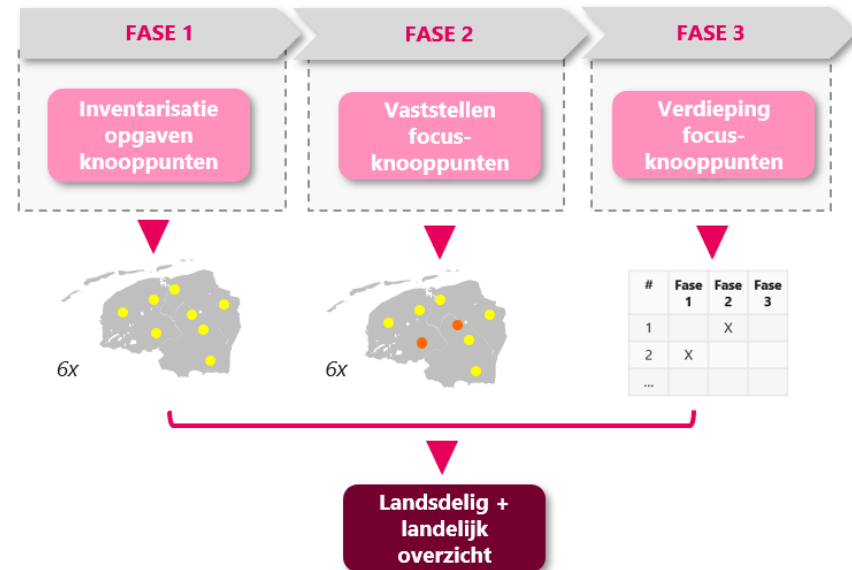 FASE 1
FASE 2
FASE 3
Inventarisatie
opgaven
knooppunten
Vaststellen
focus-
knooppunten
Verdieping
focus-
knooppunten
6x
6x
# Fase 1 Fase 2 Fase 3
1 X
2 X
...
Landsdelig +
landelijk
overzicht